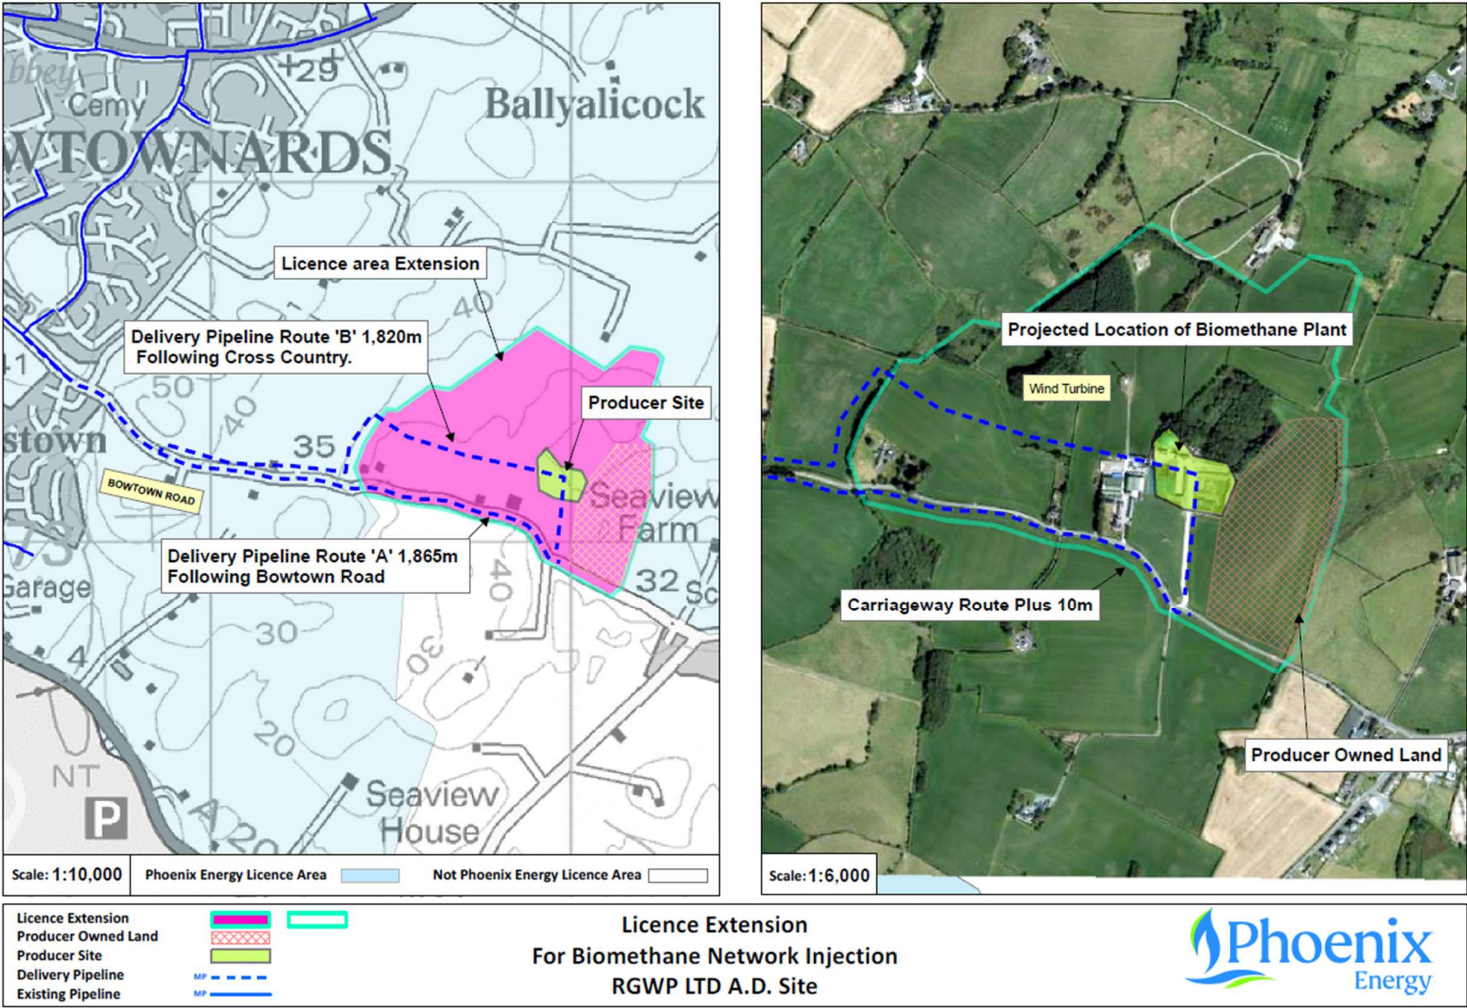 bbey
Cemy
29
WTOWNARDS
Ballyalicock
Licence area Extension
40
Delivery Pipeline Route 'B' 1,820m
Following Cross Country.
41
50
40
Producer Site
stown
35
BOWTOWN ROAD
Seaview
Farm
Delivery Pipeline Route 'A' 1,865m
Following Bowtown Road
40
32
Sc
Garage
30
30
4
20
NT
P
A 20
Seaview
House
Scale: 1:10,000
Phoenix Energy Licence Area
Not Phoenix Energy Licence Area
Projected Location of Biomethane Plant
Wind Turbine
Carriageway Route Plus 10m
Producer Owned Land
Scale: 1:6,000
Licence Extension
Producer Owned Land
Producer Site
Delivery Pipeline MP
Existing Pipeline MP
Licence Extension
For Biomethane Network Injection
RGWP LTD A.D. Site
Phoenix
Energy